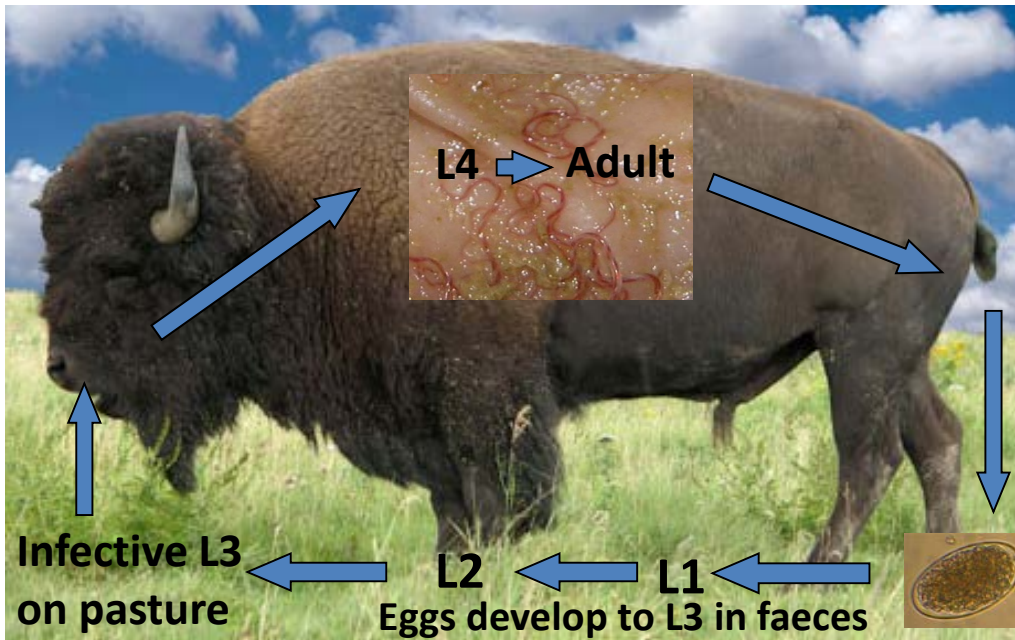 L4 Adult
Infective L3
on pasture
L2 L1
Eggs develop to L3 in faeces